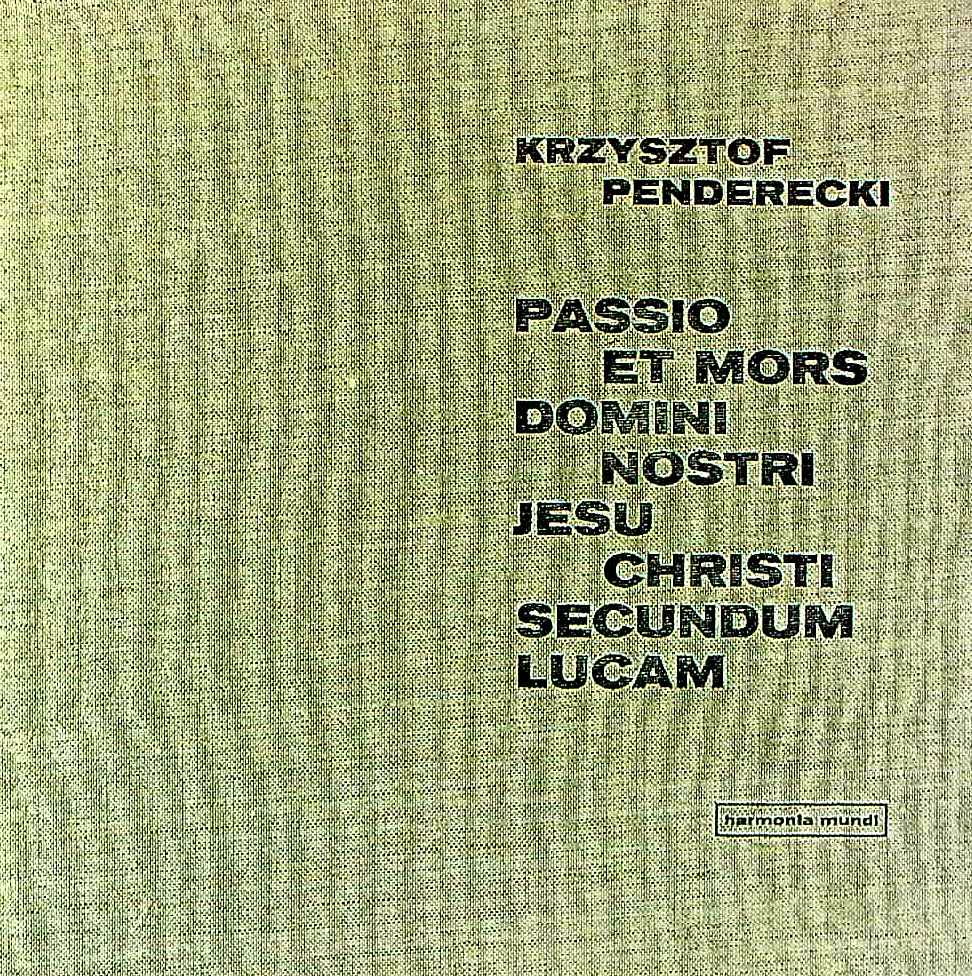 KRZYSZTOF
PENDERECKI
PASSIO
ET MORS
DOMINI
NOSTRI
JESU
CHRISTI
SECUNDUM
LUCAM
harmonia mundi